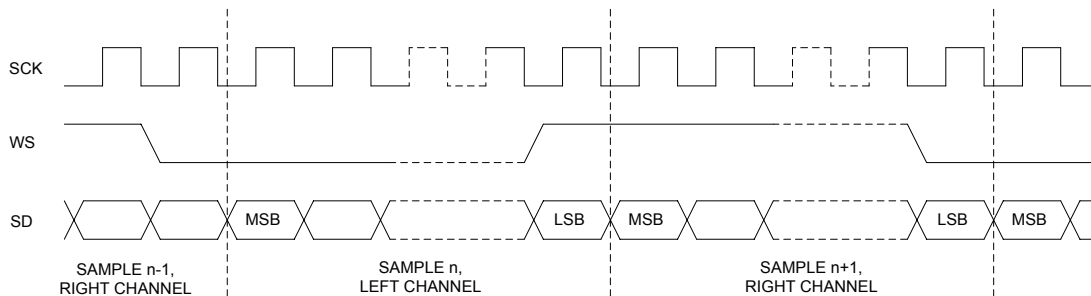 SCK
WS
SD
MSB
LSB
MSB
LSB
MSB
SAMPLE n-1,
RIGHT CHANNEL
SAMPLE n,
LEFT CHANNEL
SAMPLE n+1,
RIGHT CHANNEL